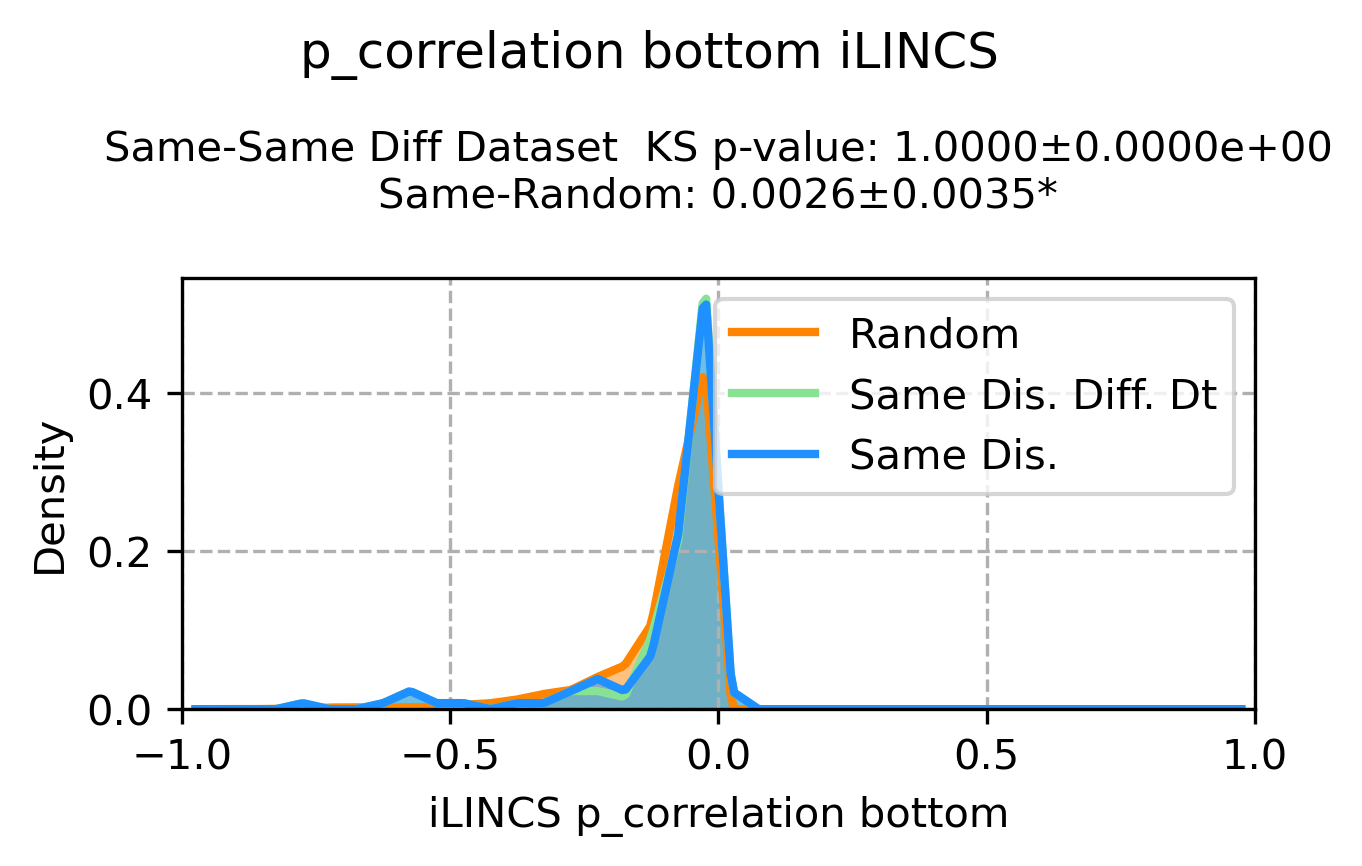 p_correlation bottom iLINCS
Same-Same Diff Dataset  KS p-value: 1.0000±0.0000e+00
Same-Random: 0.0026±0.0035*
Random
Same Dis. Diff. Dt
Same Dis.
Density
0.4
0.2
0.0
−1.0
−0.5
0.0
0.5
1.0
iLINCS p_correlation bottom